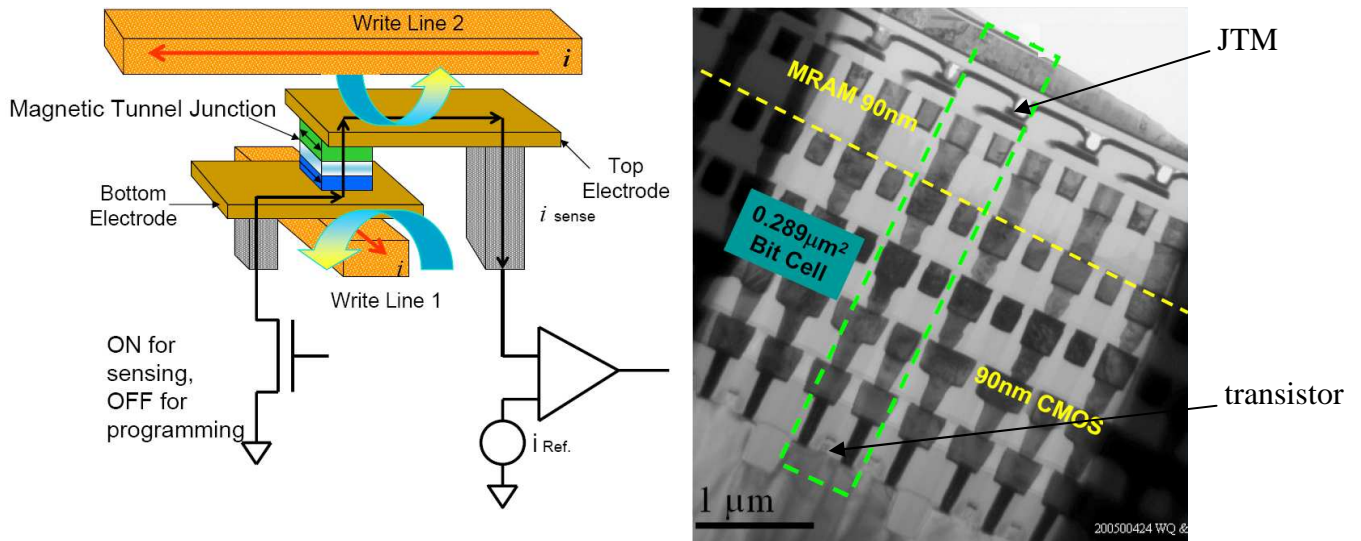 Write Line 2
i
Magnetic Tunnel Junction
Bottom
Electrode
Top
Electrode
i sense
i
Write Line 1
ON for
sensing,
OFF for
programming
i Ref.
JTM
MRAM 90nm
0.289µm²
Bit Cell
90nm CMOS
transistor
1 µm
200500424 WQ &